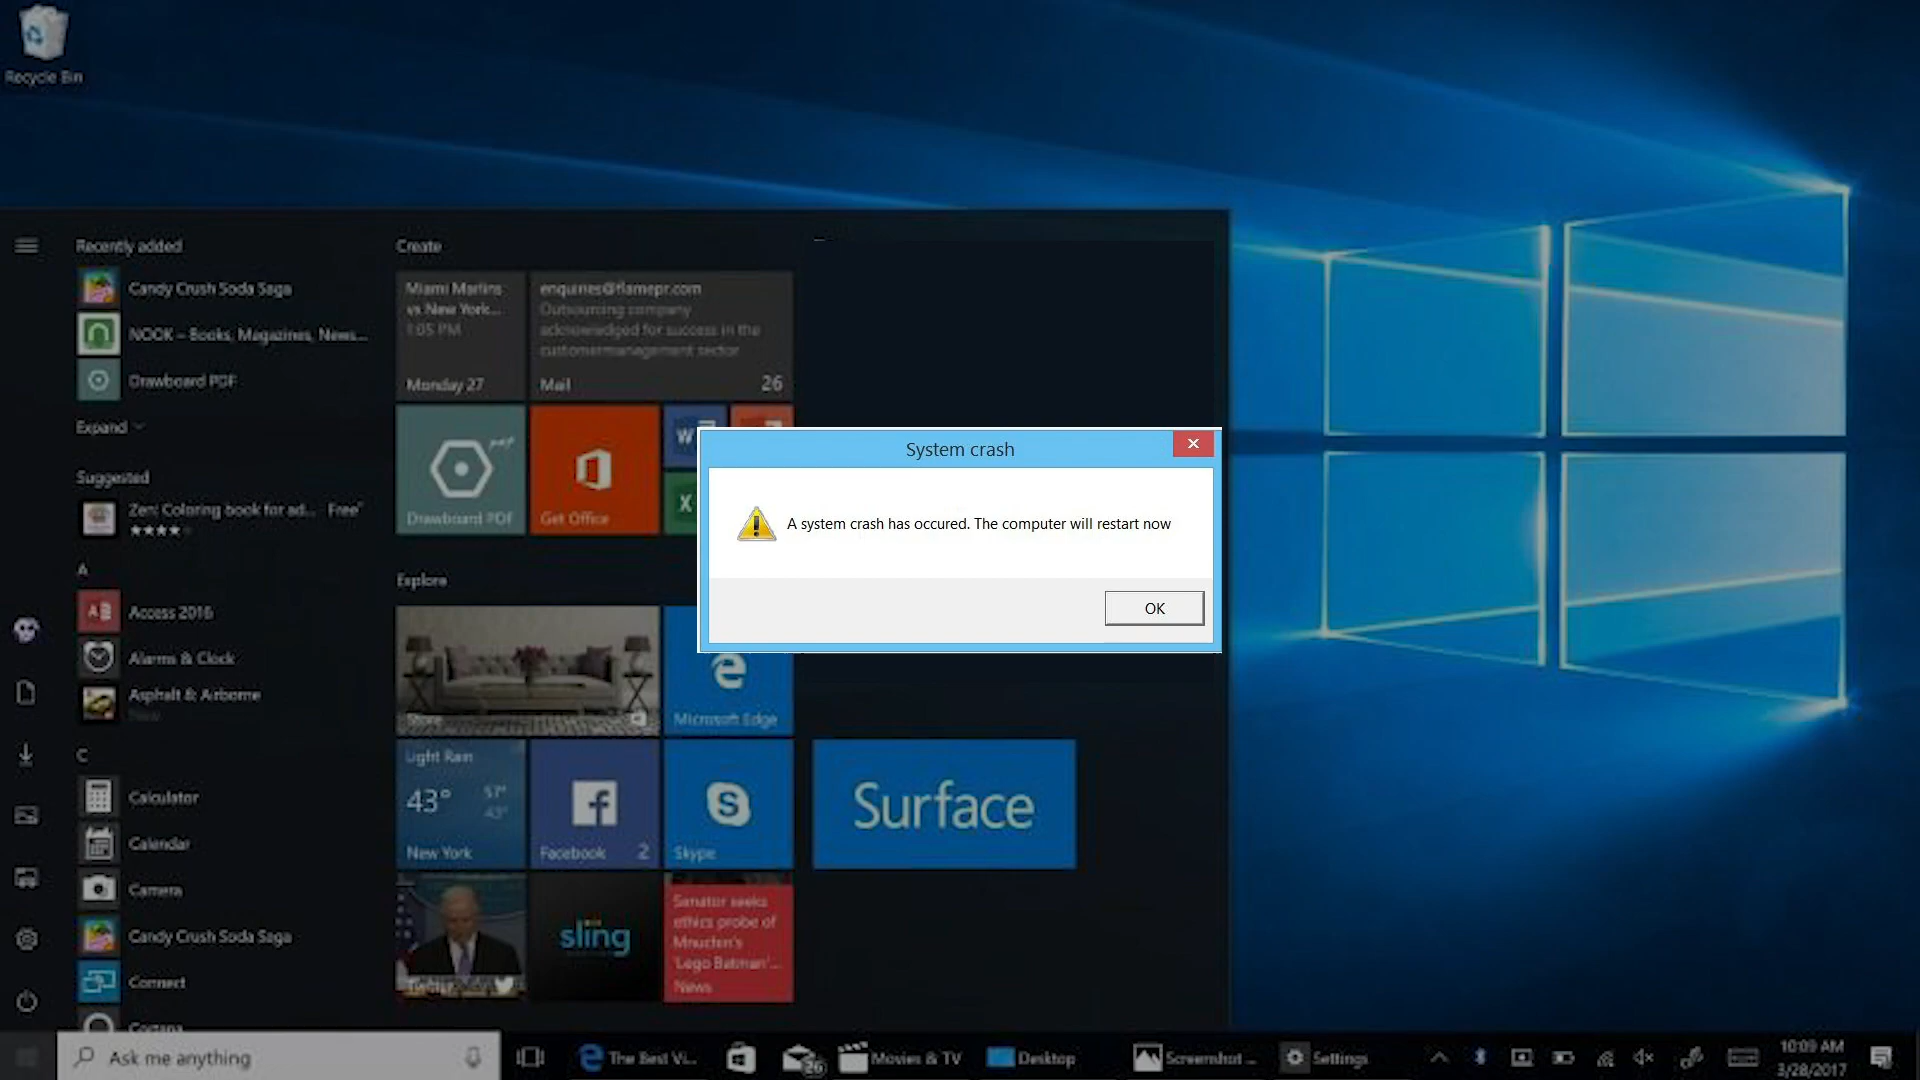 Recycle Bin
Recently added
Candy Crush Soda Saga
NOOK – Books, Magazines, News...
Drawboard PDF
Expand
Suggested
Zen: Coloring book for ad... Free*
A
Access 2016
Alarms & Clock
Asphalt 8: Airborne
New
C
Calculator
Calendar
Camera
Candy Crush Soda Saga
Connect
Cortana
Create
Miami Marlins
vs New York...
1:05 PM
Monday 27
enquiries@flamepr.com
Outsourcing company
acknowledged for success in the
customermanagement sector
Mail 26
Drawboard PDF
Get Office
W
X
Explore
Store
Microsoft Edge
Light Rain
43° 57°
43°
New York
Facebook 2
Skype
Surface
Twitter
sling
Senator seeks
ethics probe of
Mnuchin's
'Lego Batman'...
News
System crash
A system crash has occured. The computer will restart now
OK
Ask me anything
The Best Vi...
26
Movies & TV
Desktop
Screenshot ...
Settings
10:09 AM
3/28/2017